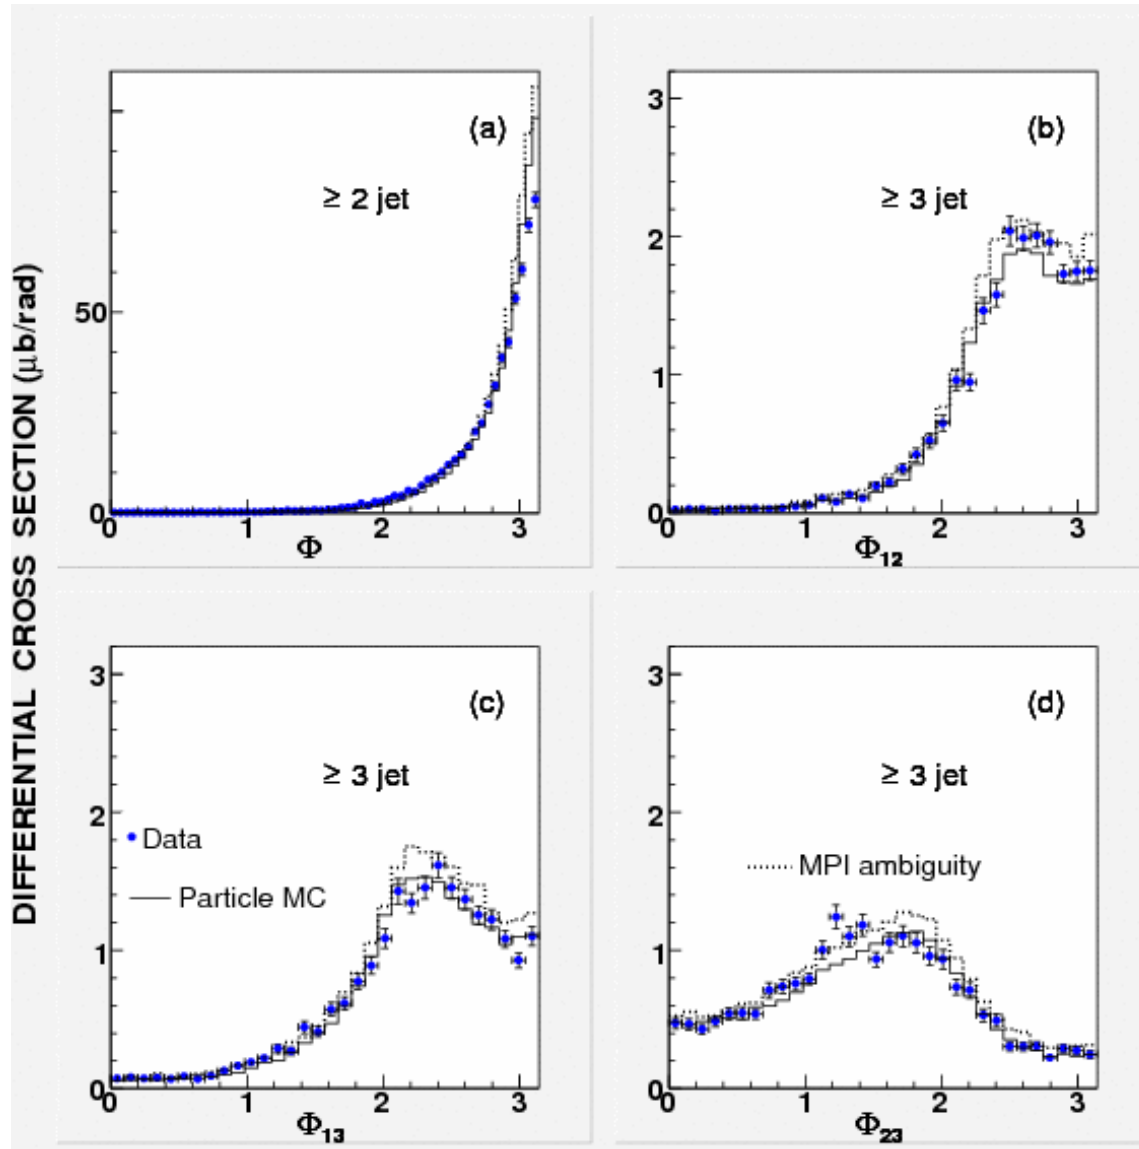 DIFFERENTIAL CROSS SECTION (μb/rad)
(a)
≥ 2 jet
50
0
1
2
3
Φ
(b)
≥ 3 jet
3
2
1
0
0
1
2
3
Φ12
(c)
≥ 3 jet
3
2
1
0
Data
Particle MC
0
1
2
3
Φ13
(d)
≥ 3 jet
MPI ambiguity
3
2
1
0
0
1
2
3
Φ23